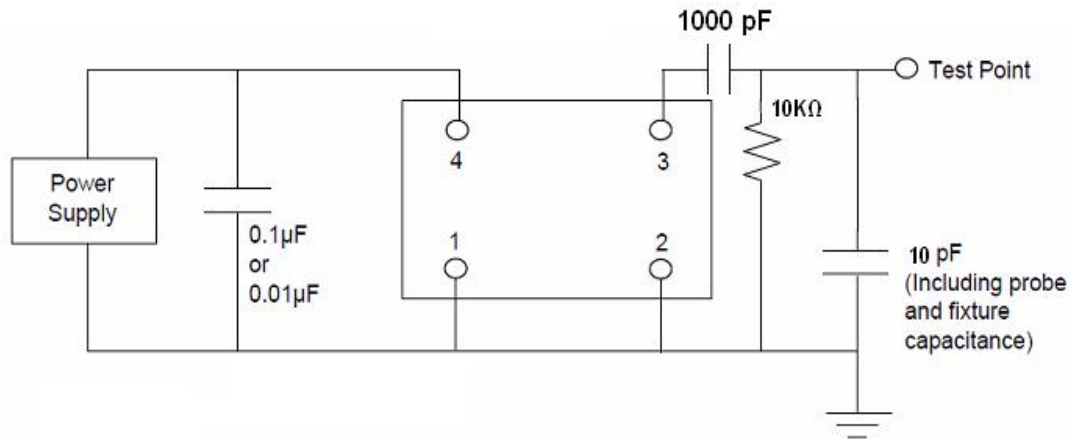 1000 pF
Test Point
10KΩ
4
3
Power
Supply
0.1µF
or
0.01µF
1
2
10 pF
(Including probe
and fixture
capacitance)